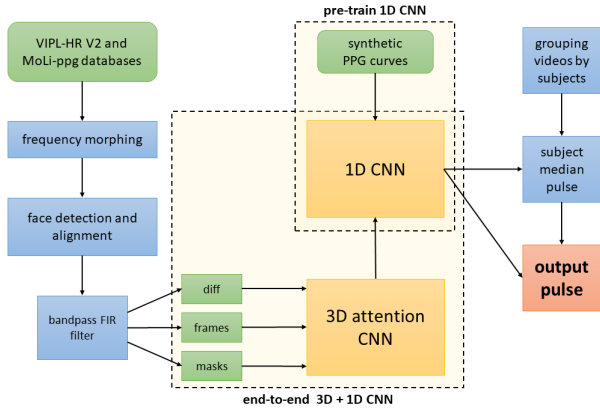 pre-train 1D CNN
VIPL-HR V2 and
MoLi-ppg databases
synthetic
PPG curves
grouping
videos by
subjects
frequency morphing
1D CNN
subject
median
pulse
face detection and
alignment
output
pulse
diff
bandpass FIR
filter
frames
3D attention
CNN
masks
end-to-end 3D + 1D CNN